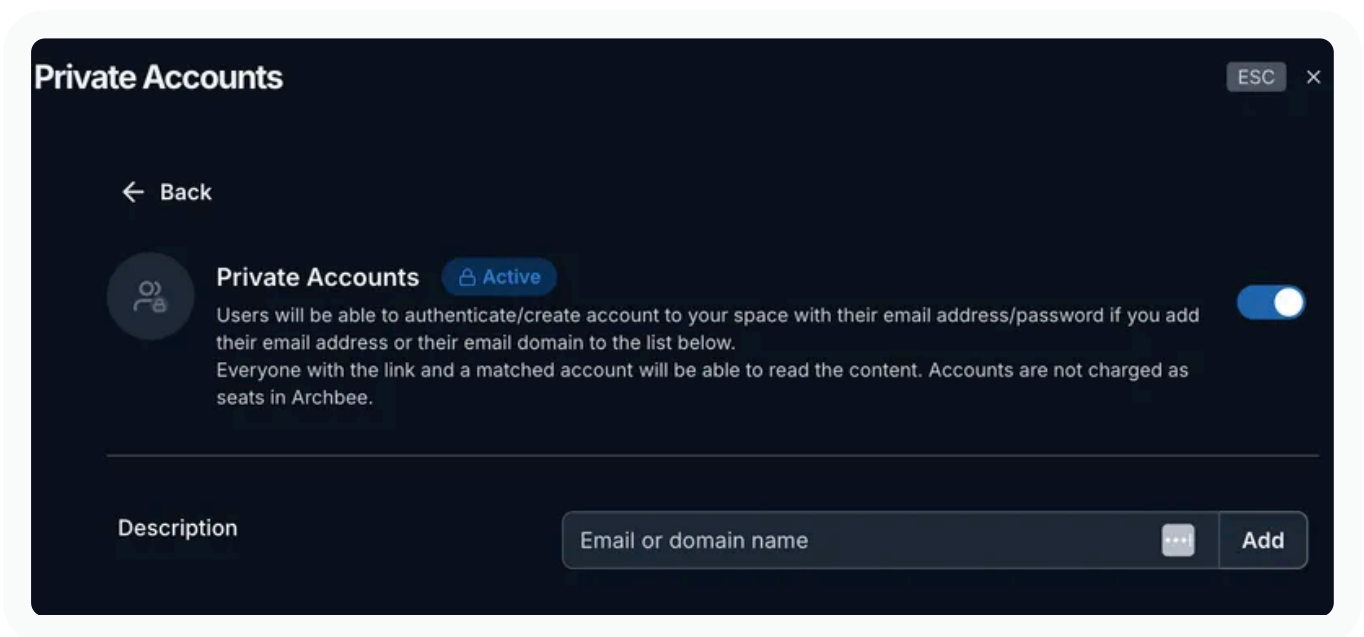 Private Accounts
ESC
Back
Private Accounts
Active
Users will be able to authenticate/create account to your space with their email address/password if you add
their email address or their email domain to the list below.
Everyone with the link and a matched account will be able to read the content. Accounts are not charged as
seats in Archbee.
Description
Email or domain name
Add